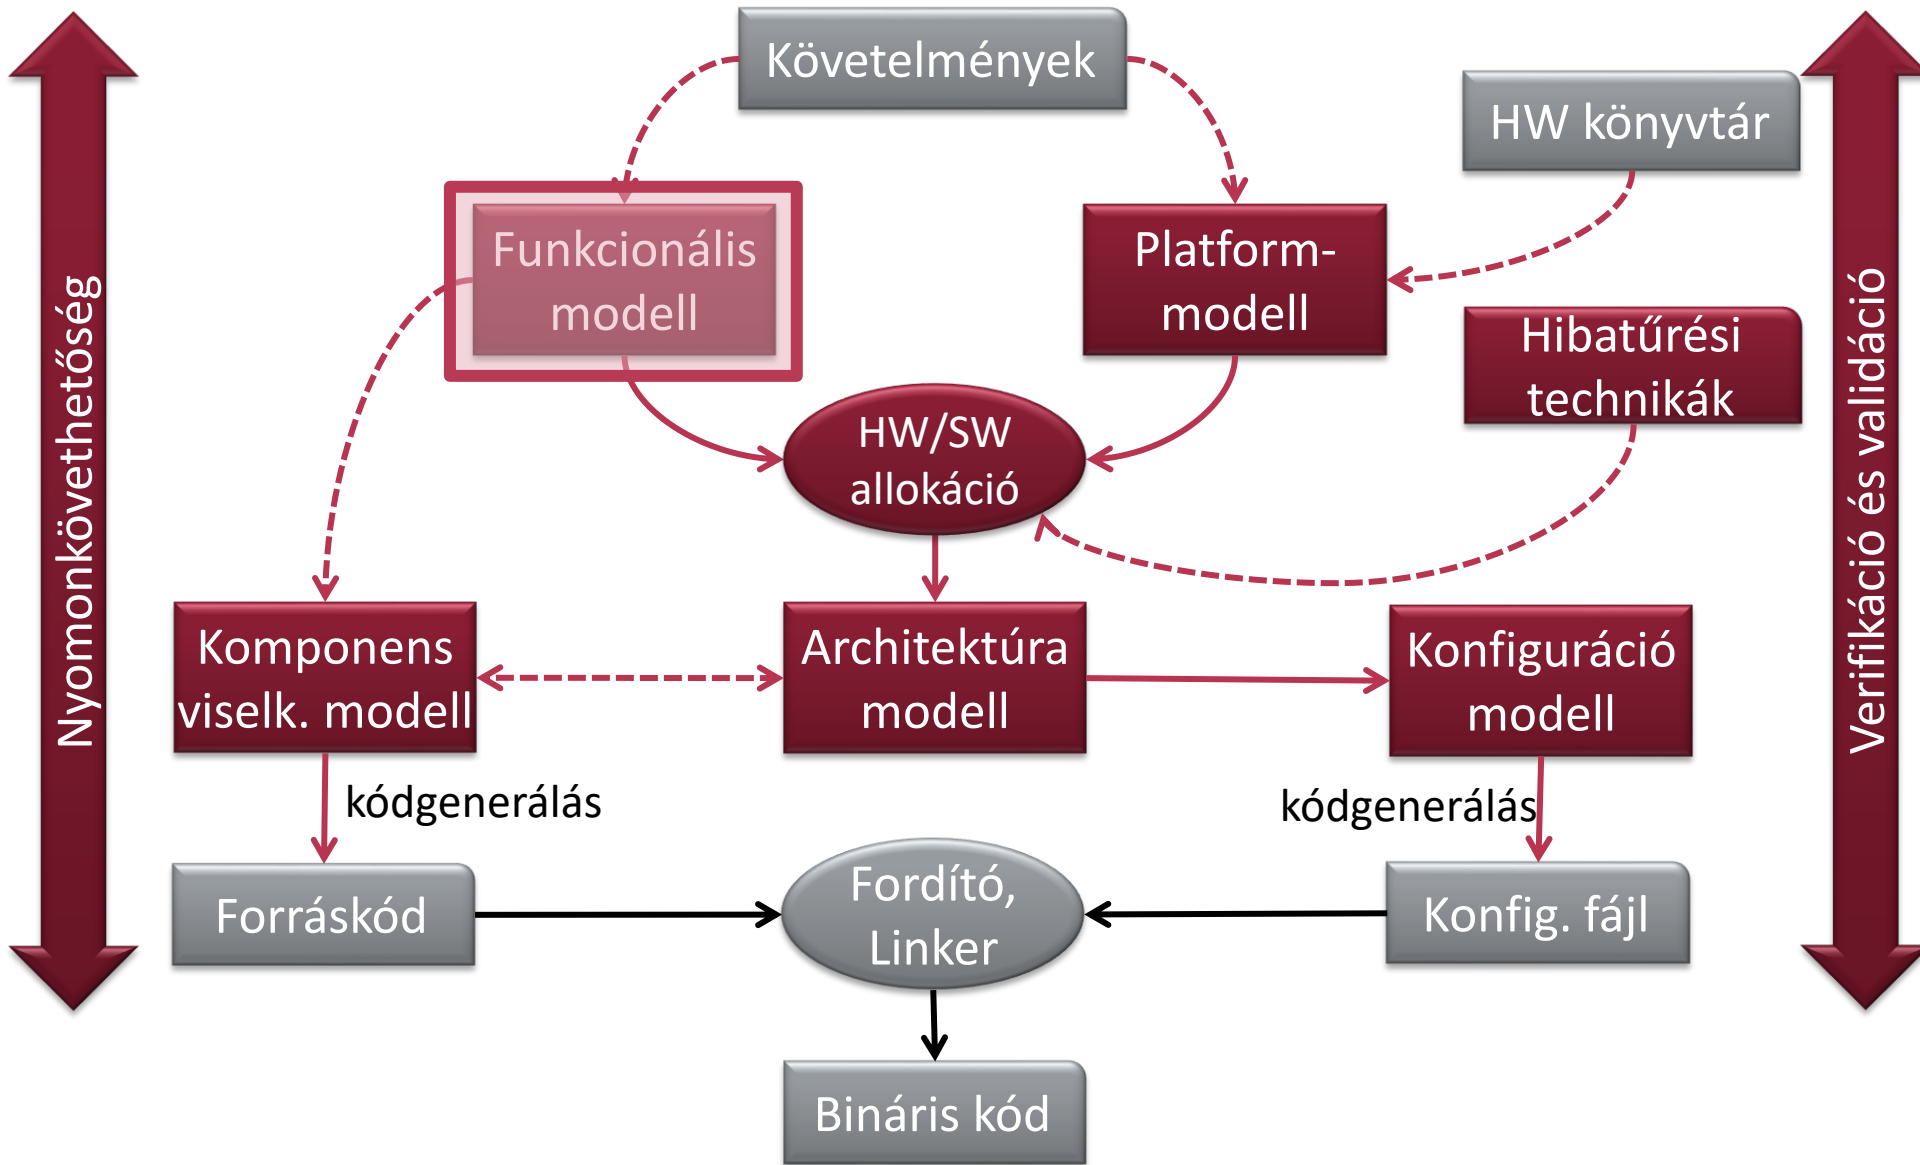 Követelmények
HW könyvtár
Funkcionális
modell
Platform-
modell
Hibatűrési
technikák
HW/SW
allokáció
Nyomonkövethetőség
Verifikáció és validáció
Komponens
viselk. modell
Architektúra
modell
Konfiguráció
modell
kódgenerálás
kódgenerálás
Forráskód
Fordító,
Linker
Konfig. fájl
Bináris kód